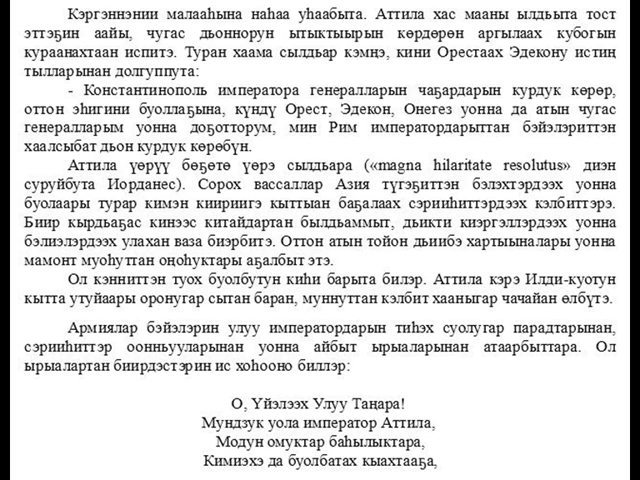 Кэргэннэнии малааһына наһаа уһаабыта. Аттила хас мааны ылдьыта тост
эттэҕин аайы, чугас дьоннорун ытыктыырын көрдөрөн аргылаах кубогын
кураанахтаан испитэ. Туран хаама сылдьар кэмҥэ, кини Орестаах Эдекону истиҥ
тылларынан долгуппута:
- Константинополь императора генералларын чаҕардарын курдук көрөр,
оттон эһигини буоллаҕына, күндү Орест, Эдекон, Онегез уонна да атын чугас
генералларым уонна доҕотторум, мин Рим императордарыттан бэйэлэриттэн
хаалсыбат дьон курдук көрөбүн.
Аттила үөрүү бөҕөтө үөрэ сылдьара («magna hilaritate resolutus» диэн
суруйбута Иорданес). Сорох вассаллар Азия түгэҕиттэн бэлэхтэрдээх уонна
буолаары турар кимэн киириигэ кыттыан баҕалаах сэрииһиттэрдээх кэлбиттэрэ.
Биир кырдьаҕас кинээс китайдартан былдьаммыт, дьикти киэргэллэрдээх уонна
бэлиэлэрдээх улахан ваза биэрбитэ. Оттон атын тойон дьиибэ хартыыналары уонна
мамонт муоһуттан оҥоһуктары аҕалбыт этэ.
Ол кэнниттэн туох буолбутун киһи барыта билэр. Аттила кэрэ Илди-куотун
кытта утуйаары оронугар сытан баран, муннуттан кэлбит хааныгар чачайан өлбүтэ.
Армиялар бэйэлэрин улуу императордарын тиһэх суолугар парадтарынан,
сэрииһиттэр оонньууларынан уонна айбыт ырыаларынан атаарбыттара. Ол
ырыалартан биирдэстэрин ис хоһооно биллэр:
О, Үйэлээх Улуу Таҥара!
Мундзук уола император Аттила,
Модун омуктар баһылыктара,
Кимиэхэ да буолбатах кыахтааҕа,